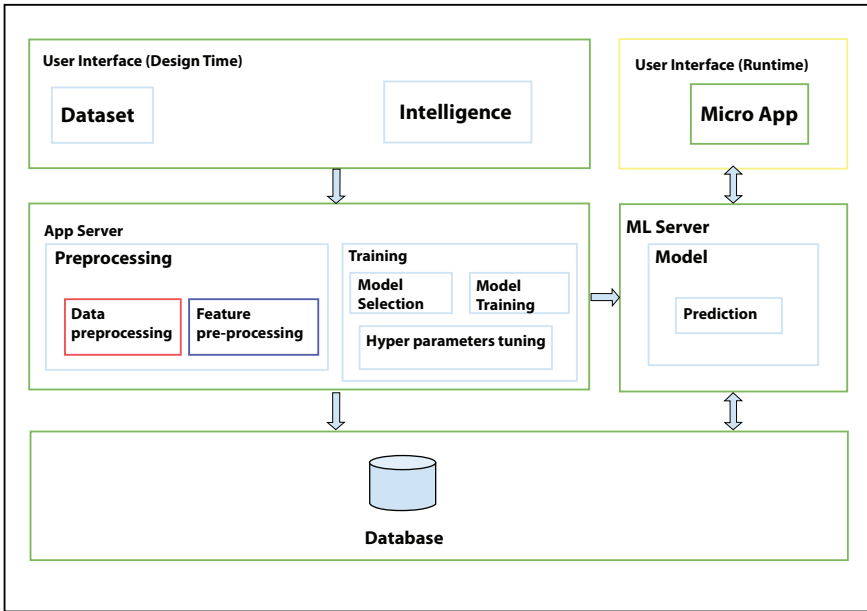 User Interface (Design Time)
Dataset
Intelligence
User Interface (Runtime)
Micro App
App Server
Preprocessing
Data
preprocessing
Feature
pre-processing
Training
Model
Selection
Model
Training
Hyper parameters tuning
ML Server
Model
Prediction
Database